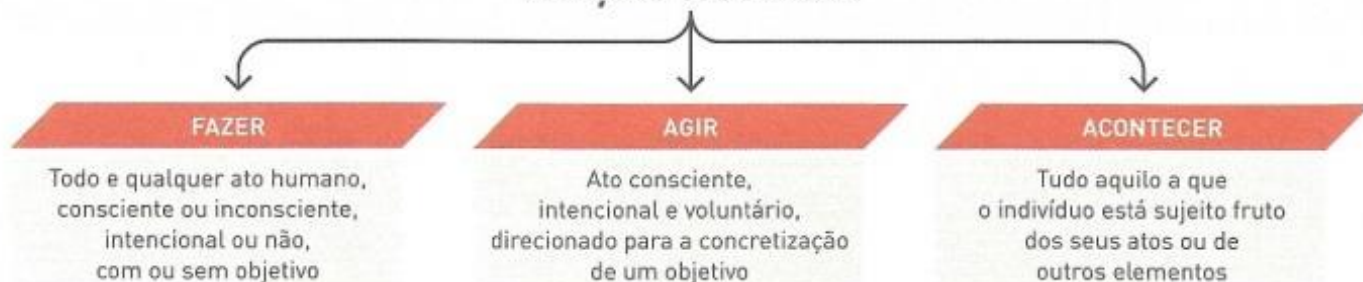 FAZER
Todo e qualquer ato humano,
consciente ou inconsciente,
intencional ou não,
com ou sem objetivo
AGIR
Ato consciente,
intencional e voluntário,
direcionado para a concretização
de um objetivo
ACONTECER
Tudo aquilo a que
o indivíduo está sujeito fruto
dos seus atos ou de
outros elementos